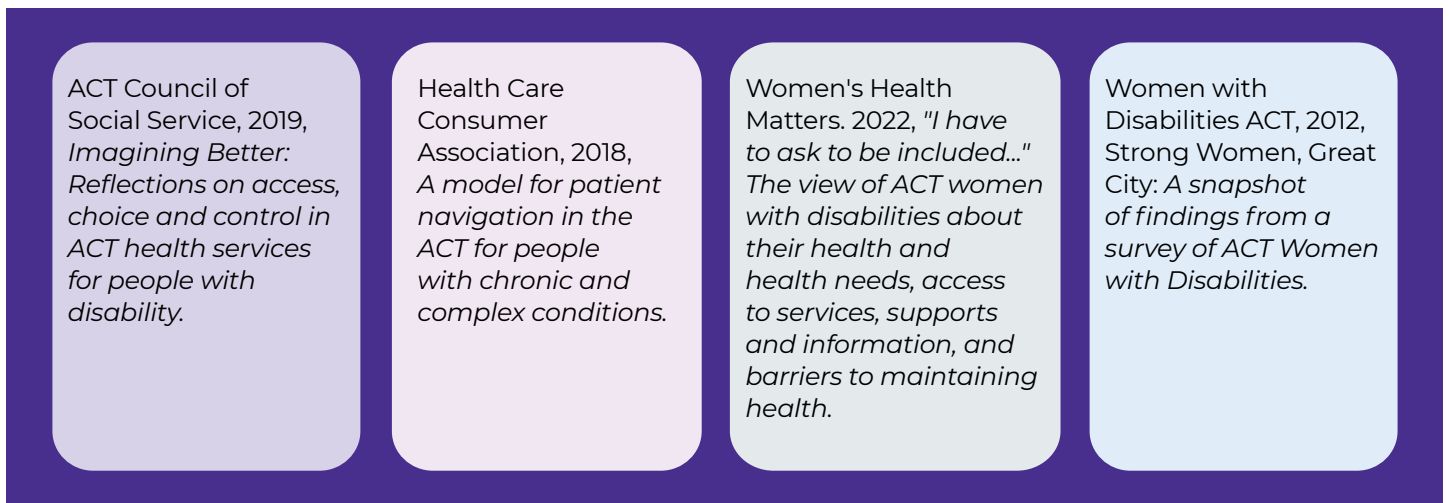 ACT Council of
Social Service, 2019,
Imagining Better:
Reflections on access,
choice and control in
ACT health services
for people with
disability.
Health Care
Consumer
Association, 2018,
A model for patient
navigation in the
ACT for people
with chronic and
complex conditions.
Women's Health
Matters. 2022, "I have
to ask to be included..."
The view of ACT women
with disabilities about
their health and
health needs, access
to services, supports
and information, and
barriers to maintaining
health.
Women with
Disabilities ACT, 2012,
Strong Women, Great
City: A snapshot
of findings from a
survey of ACT Women
with Disabilities.